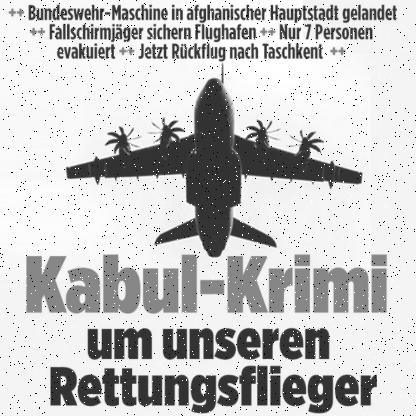 ++ Bundeswehr-Maschine in afghanischer Hauptstadt gelandet
++ Fallschirmjäger sichern Flughafen ++ Nur 7 Personen
evakuiert ++ Jetzt Rückflug nach Taschkent ++
Kabul-Krimi
um unseren
Rettungsflieger